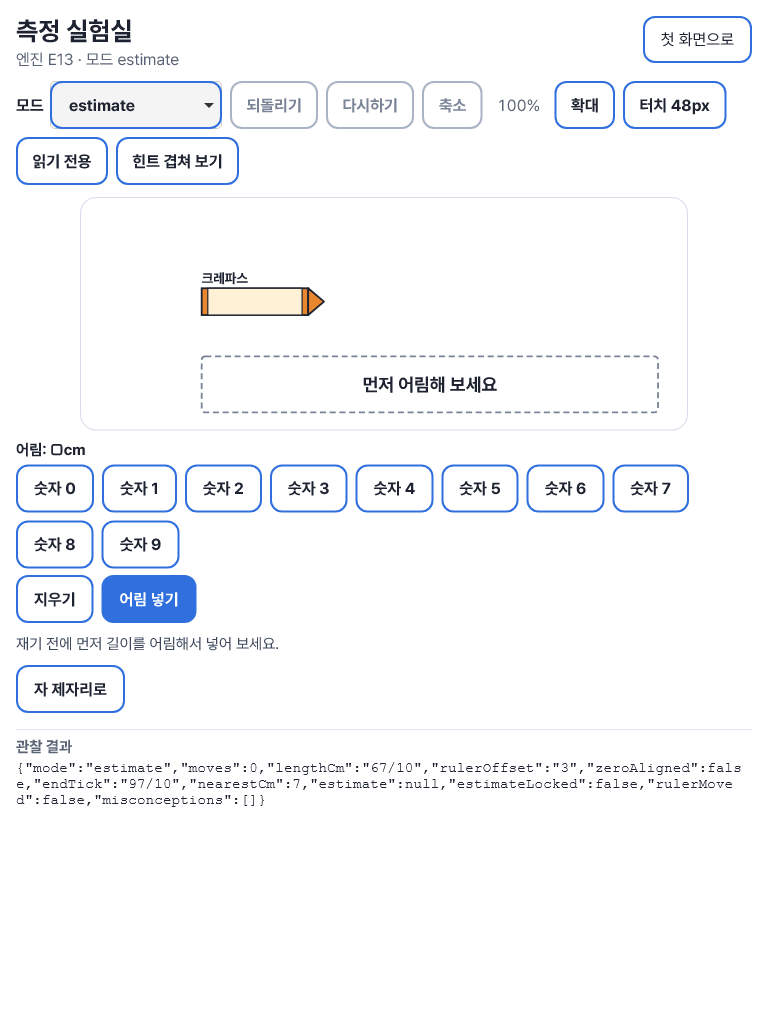 측정 실험실
엔진 E13 · 모드 estimate
첫 화면으로
모드 estimate 되돌리기 다시하기 축소 100% 확대 터치 48px
읽기 전용 힌트 겹쳐 보기
크레파스
먼저 어림해 보세요
어림: ▢cm
숫자 0 숫자 1 숫자 2 숫자 3 숫자 4 숫자 5 숫자 6 숫자 7
숫자 8 숫자 9
지우기 어림 넣기
재기 전에 먼저 길이를 어림해서 넣어 보세요.
자 제자리로
관찰 결과
{"mode":"estimate","moves":0,"lengthCm":"67/10","rulerOffset":"3","zeroAligned":fals
e,"endTick":"97/10","nearestCm":7,"estimate":null,"estimateLocked":false,"rulerMove
d":false,"misconceptions":[]}